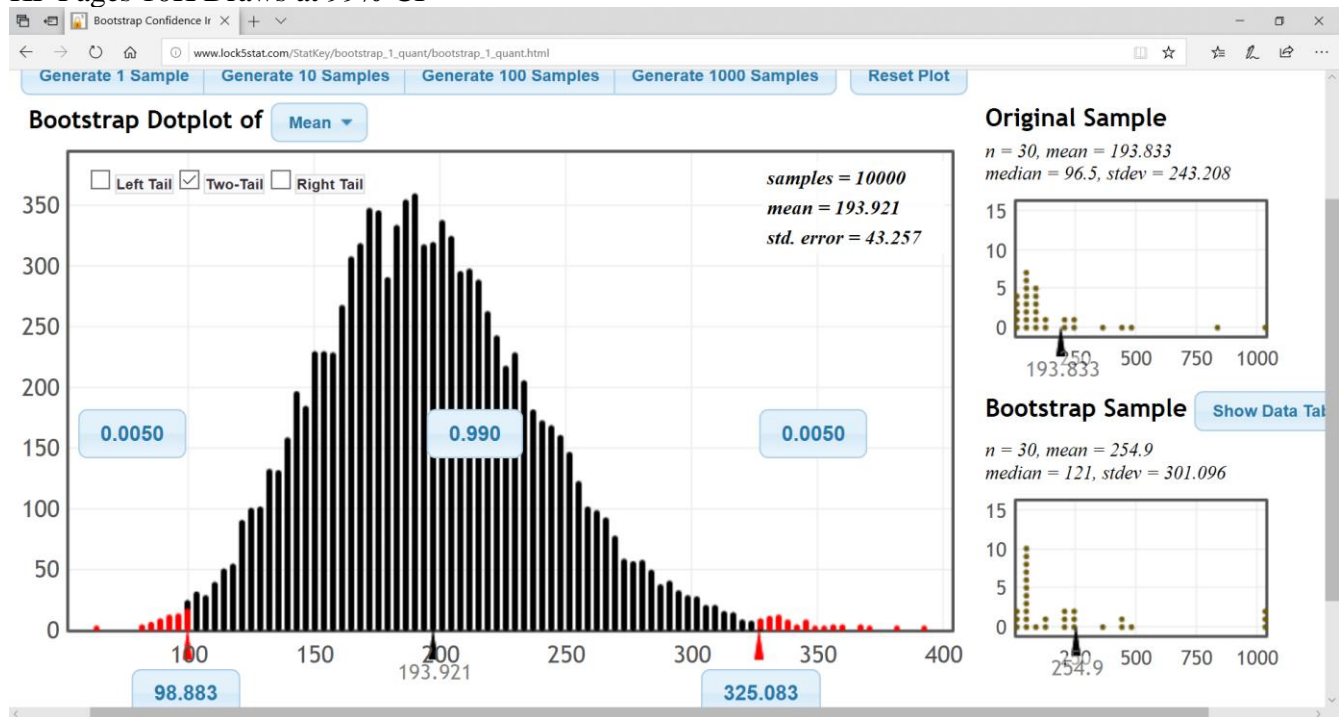 Bootstrap Confidence Ir
www.lock5stat.com/StatKey/bootstrap_1_quant/bootstrap_1_quant.html
Generate 1 Sample Generate 10 Samples Generate 100 Samples Generate 1000 Samples Reset Plot
Bootstrap Dotplot of Mean
Left Tail Two-Tail Right Tail
samples = 10000
mean = 193.921
std. error = 43.257
350
300
250
200
150
100
50
0
0.0050 0.990 0.0050
100 150 200 250 300 350 400
193.921
98.883 325.083
Original Sample
n = 30, mean = 193.833
median = 96.5, stdev = 243.208
15
10
5
0
250 500 750 1000
193.833
Bootstrap Sample Show Data Tab
n = 30, mean = 254.9
median = 121, stdev = 301.096
15
10
5
0
250 500 750 1000
254.9